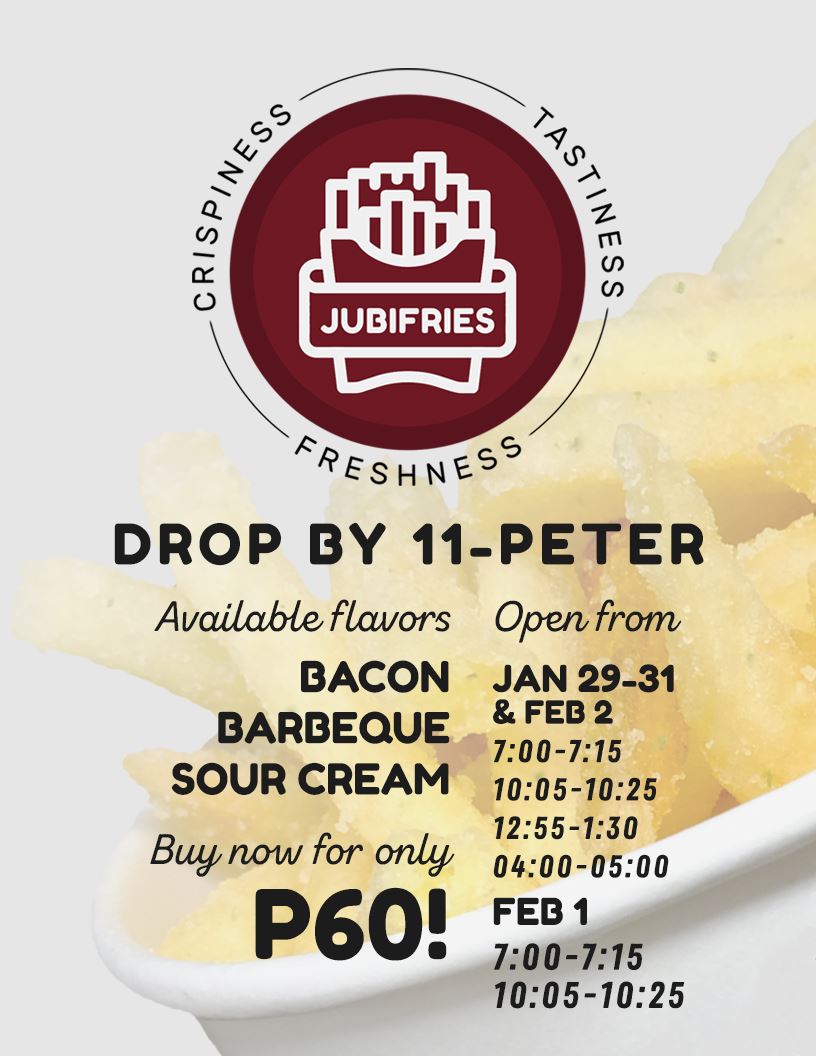 CRISPINESS
TASTINESS
JUBIFRIES
FRESHNESS
DROP BY 11-PETER
Available flavors
BACON
BARBEQUE
SOUR CREAM
Buy now for only
P60!
Open from
JAN 29-31
& FEB 2
7:00-7:15
10:05-10:25
12:55-1:30
04:00-05:00
FEB 1
7:00-7:15
10:05-10:25